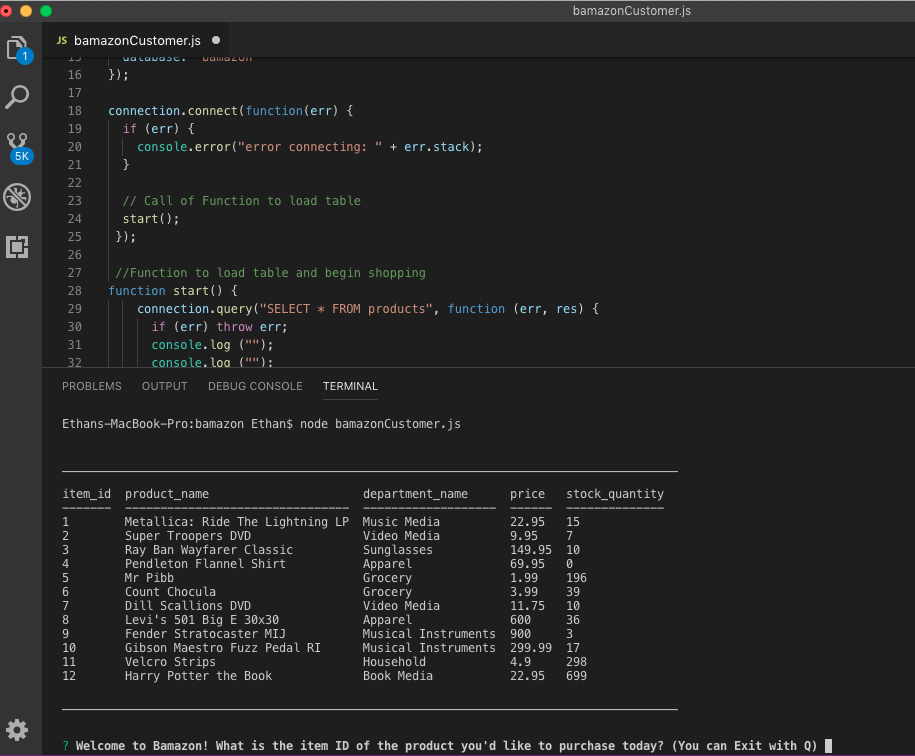 bamazonCustomer.js
JS bamazonCustomer.js
1
5K
15 database: "bamazon"
16 });
17
18 connection.connect(function(err) {
19 if (err) {
20 console.error("error connecting: " + err.stack);
21 }
22
23 // Call of Function to load table
24 start();
25 });
26
27 //Function to load table and begin shopping
28 function start() {
29 connection.query("SELECT * FROM products", function (err, res) {
30 if (err) throw err;
31 console.log ("");
32 console.log ("");
PROBLEMS OUTPUT DEBUG CONSOLE TERMINAL
Ethans-MacBook-Pro:bamazon Ethan$ node bamazonCustomer.js
item_id product_name department_name price stock_quantity
1 Metallica: Ride The Lightning LP Music Media 22.95 15
2 Super Troopers DVD Video Media 9.95 7
3 Ray Ban Wayfarer Classic Sunglasses 149.95 10
4 Pendleton Flannel Shirt Apparel 69.95 0
5 Mr Pibb Grocery 1.99 196
6 Count Chocula Grocery 3.99 39
7 Dill Scallions DVD Video Media 11.75 10
8 Levi's 501 Big E 30x30 Apparel 600 36
9 Fender Stratocaster MIJ Musical Instruments 900 3
10 Gibson Maestro Fuzz Pedal RI Musical Instruments 299.99 17
11 Velcro Strips Household 4.9 298
12 Harry Potter the Book Book Media 22.95 699
? Welcome to Bamazon! What is the item ID of the product you'd like to purchase today? (You can Exit with Q)